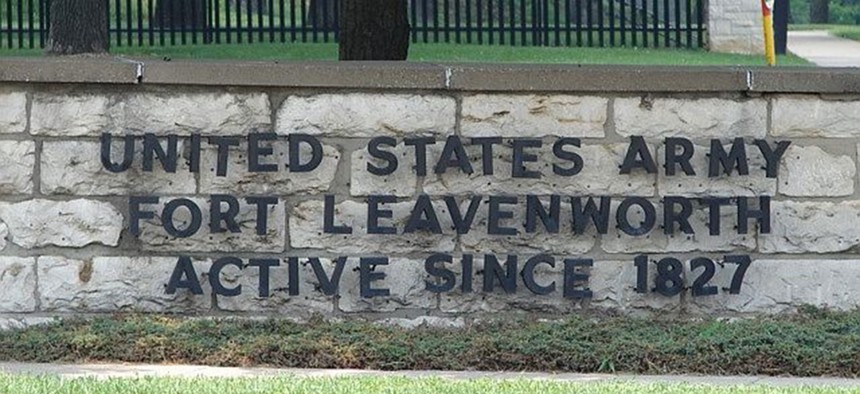 UNITED STATES ARMY
FORT LEAVENWORTH
ACTIVE SINCE 1827